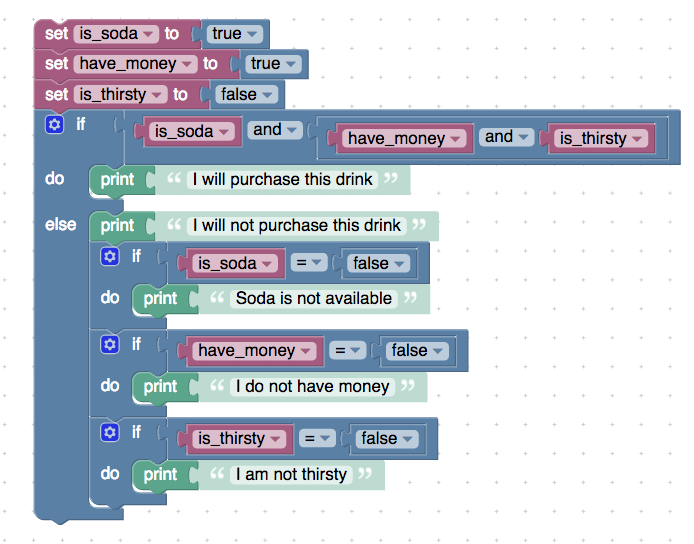 set is_soda to true
set have_money to true
set is_thirsty to false
if is_soda and have_money and is_thirsty
do print “ I will purchase this drink ”
else print “ I will not purchase this drink ”
if is_soda = false
do print “ Soda is not available ”
if have_money = false
do print “ I do not have money ”
if is_thirsty = false
do print “ I am not thirsty ”